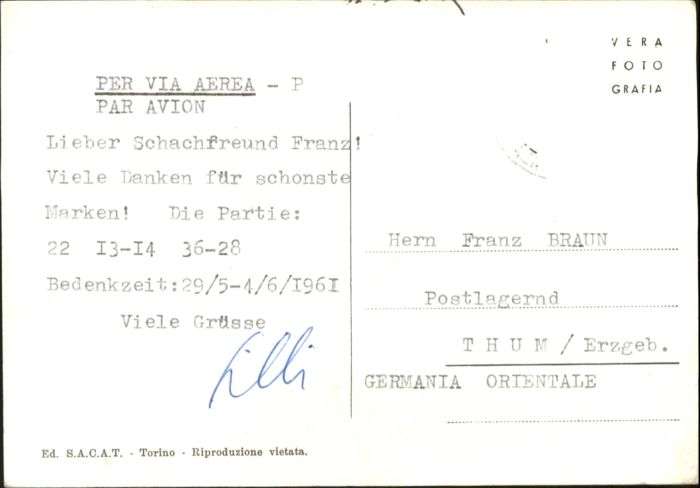 VERA
FOTO
GRAFIA
PER VIA AEREA - P
PAR AVION
Lieber Schachfreund Franz!
Viele Danken für schonste
Marken! Die Partie:
22 I3-I4 36-28
Bedenkzeit:29/5-4/6/I96I
Viele Grüsse
Lilli
Hern Franz BRAUN
Postlagernd
THUM/Erzgeb.
GERMANIA ORIENTALE
Ed. S.A.C.A.T. - Torino - Riproduzione vietata.